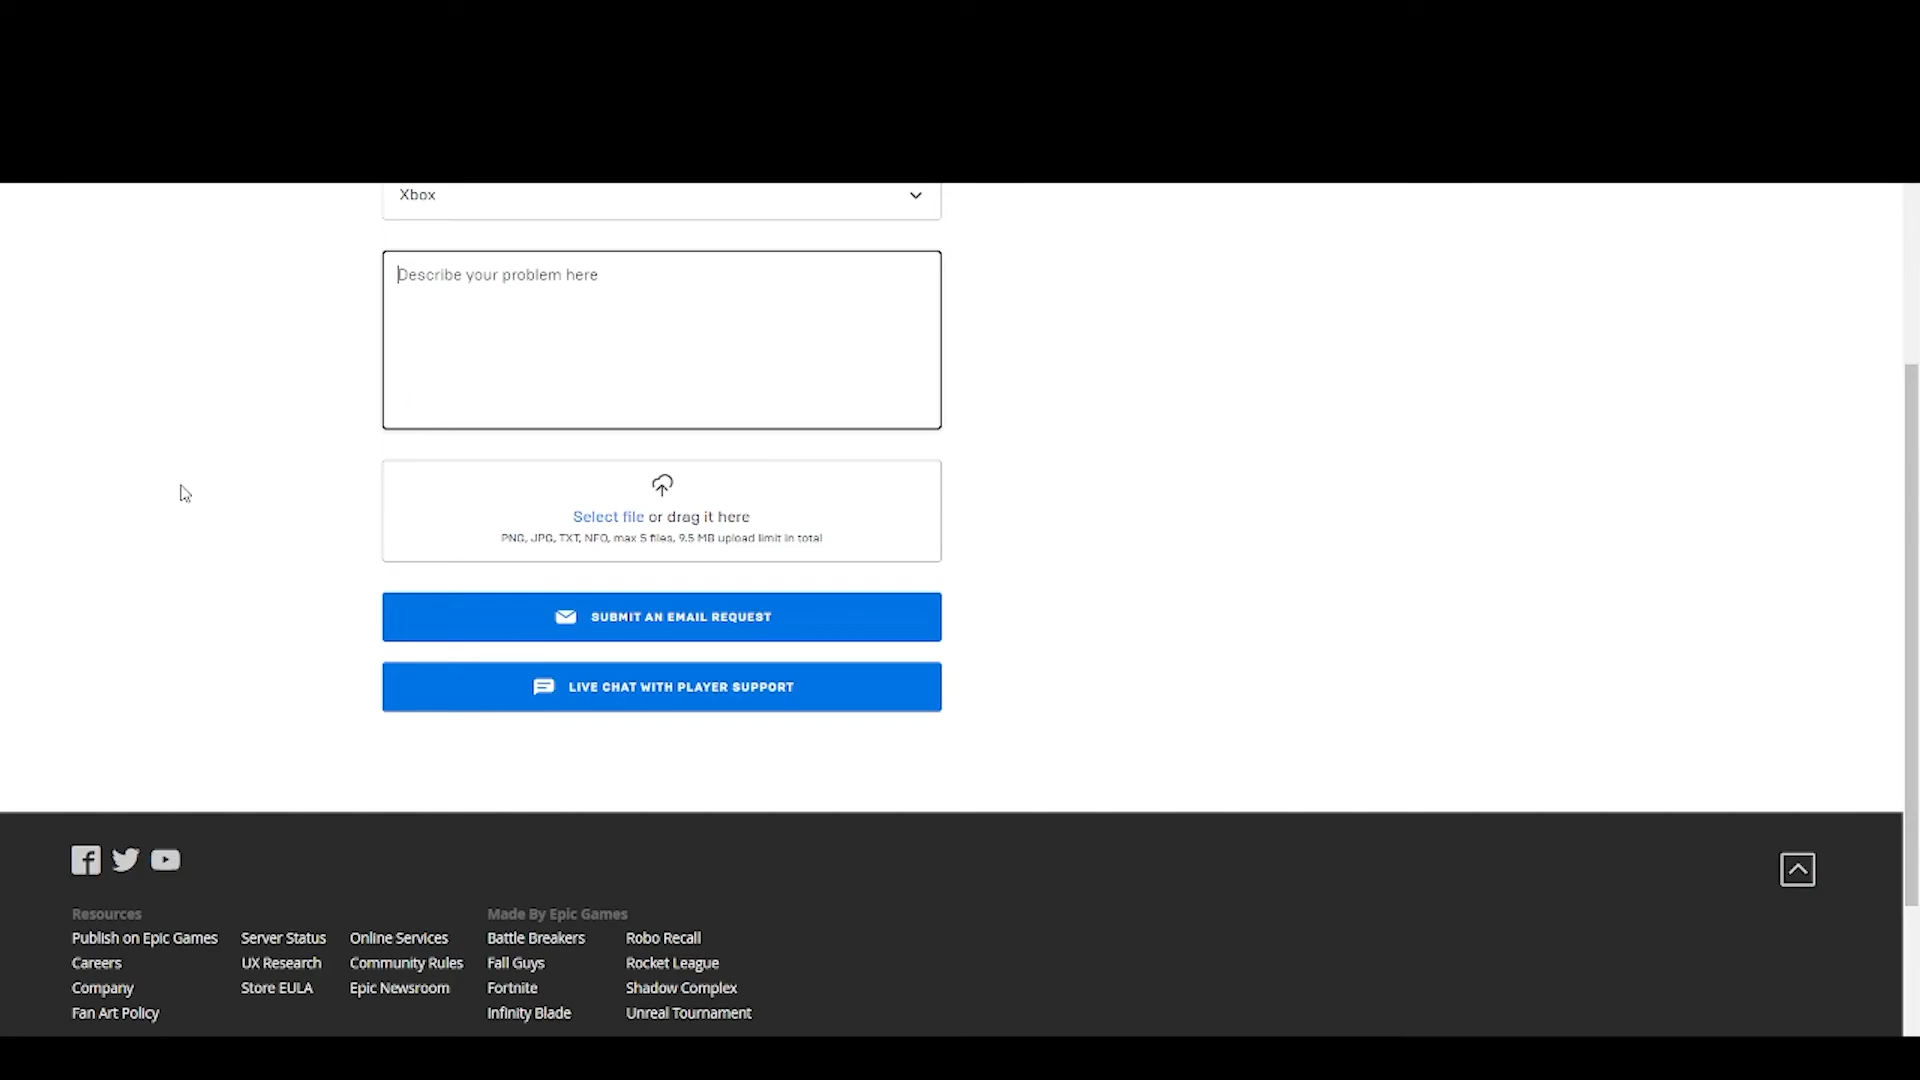 Xbox
Describe your problem here
Select file or drag it here
PNG, JPG, TXT, NFO, max 5 files, 9.5 MB upload limit in total
SUBMIT AN EMAIL REQUEST
LIVE CHAT WITH PLAYER SUPPORT
Resources
Publish on Epic Games
Careers
Company
Fan Art Policy
Server Status
UX Research
Store EULA
Online Services
Community Rules
Epic Newsroom
Made By Epic Games
Battle Breakers
Fall Guys
Fortnite
Infinity Blade
Robo Recall
Rocket League
Shadow Complex
Unreal Tournament